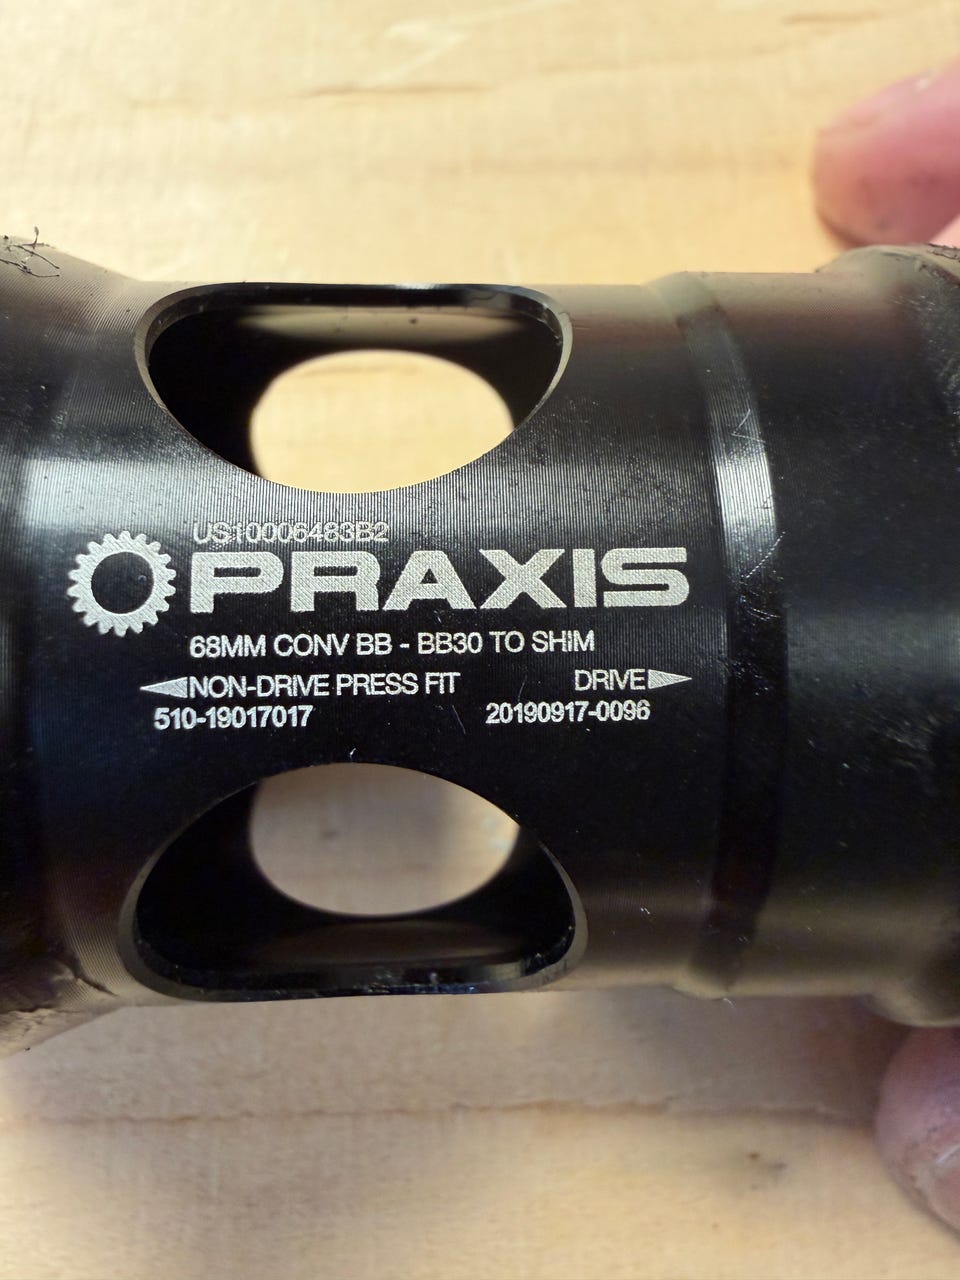 US10006483B2
PRAXIS
68MM CONV BB - BB30 TO SHIM
NON-DRIVE PRESS FIT DRIVE
510-19017017 20190917-0096